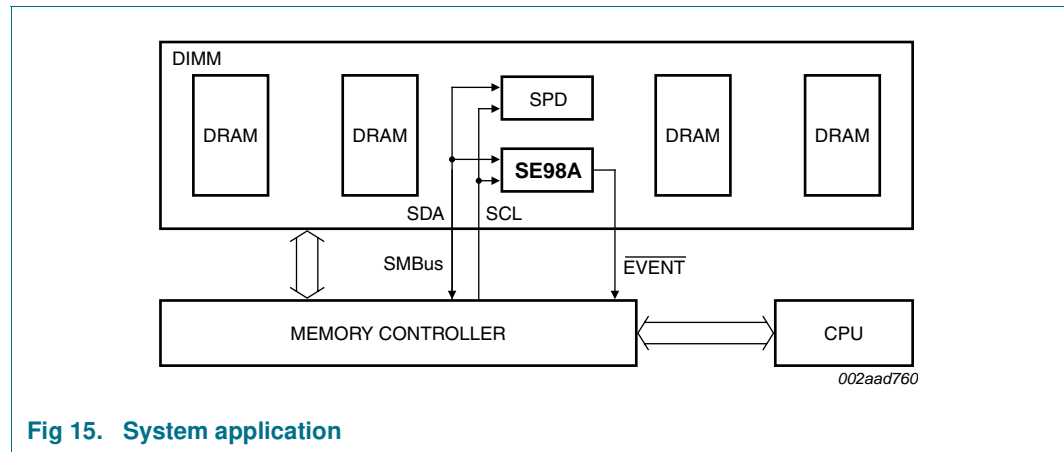 DIMM
DRAM
DRAM
SPD
SE98A
DRAM
DRAM
SDA
SCL
SMBus
EVENT
MEMORY CONTROLLER
CPU
002aad760
Fig 15. System application